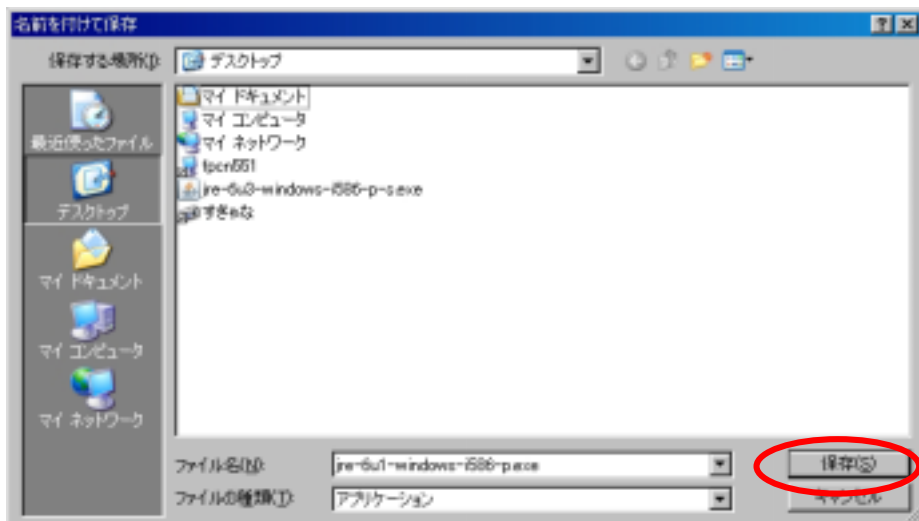 名前を付けて保存
保存する場所(I):
デスクトップ
最近使ったファイル
デスクトップ
マイ ドキュメント
マイ コンピュータ
マイ ネットワーク
マイ ドキュメント
マイ コンピュータ
マイ ネットワーク
jre-6u3-windows-i586-p-s.exe
ファイル名(N):
jre-6u1-windows-i586-p.exe
保存(S)
ファイルの種類(T):
アプリケーション
キャンセル